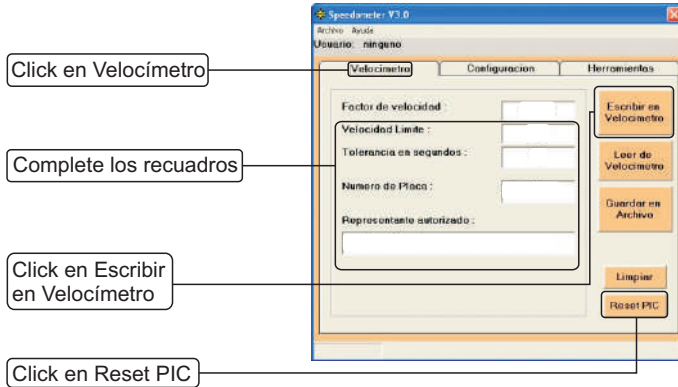 Speedometer V3.0
Archivo Ayuda
Usuario: ninguno
Click en Velocímetro
Velocimetro Configuracion Herramientas
Factor de velocidad :
Escribir en
Velocimetro
Velocidad Limite :
Complete los recuadros
Tolerancia en segundos :
Leer de
Velocimetro
Numero de Placa :
Guardar en
Archivo
Representante autorizado :
Click en Escribir
en Velocímetro
Limpiar
Reset PIC
Click en Reset PIC